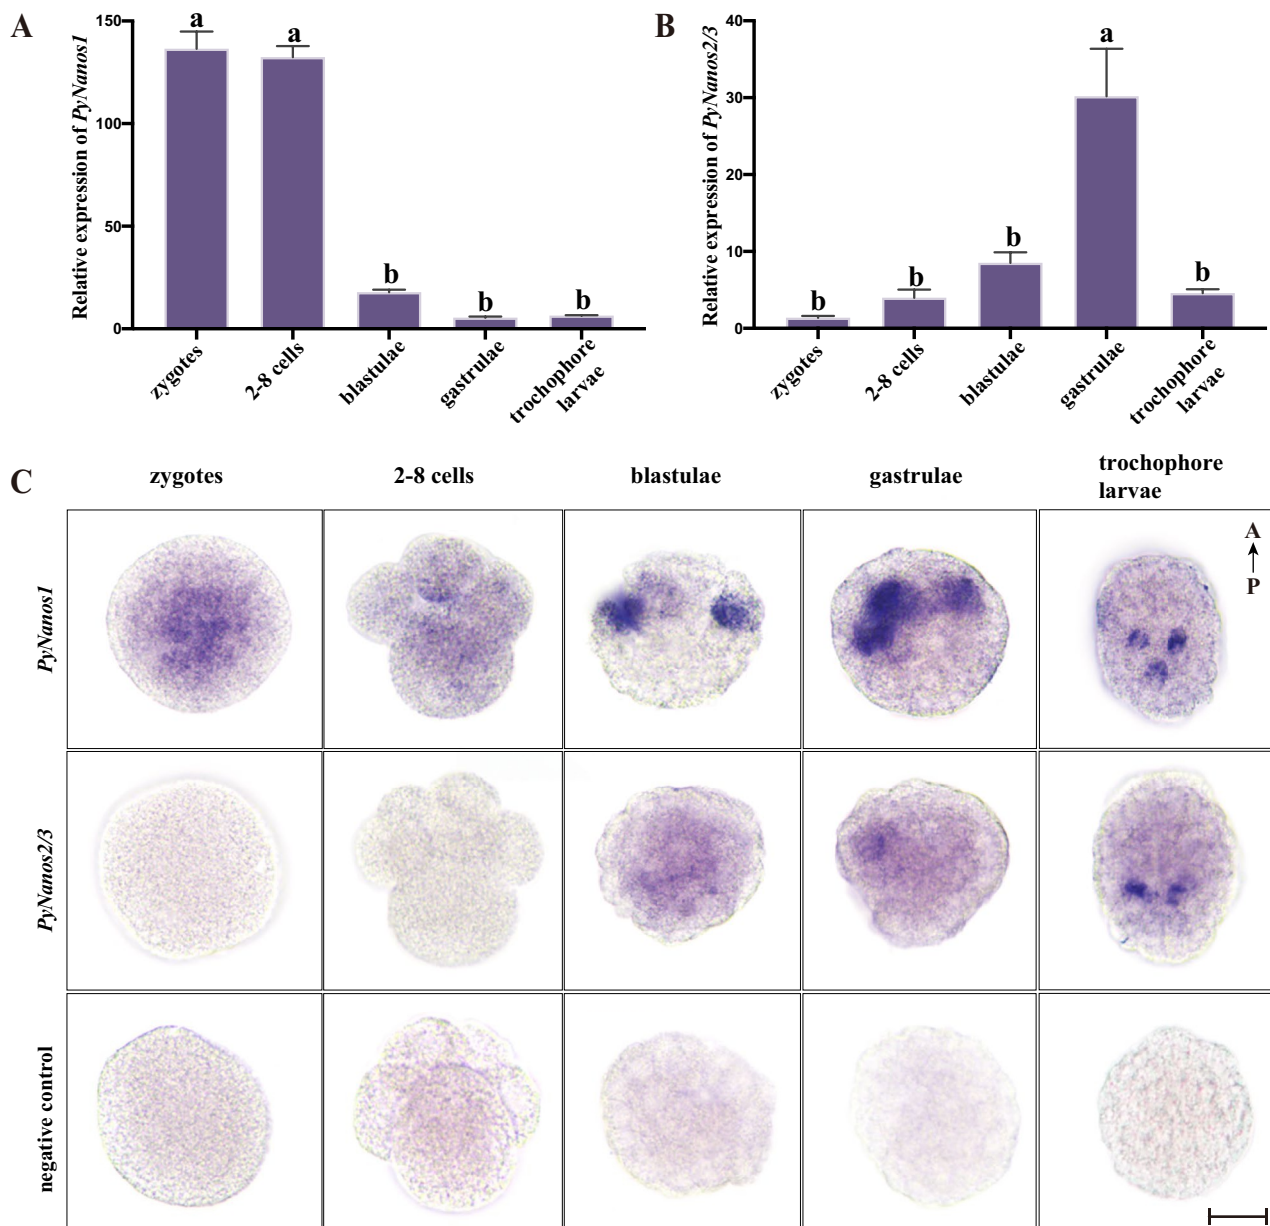 A
Relative expression of PyNanos1
150
100
50
0
a
a
b
b
b
zygotes
2-8 cells
blastulae
gastrulae
trochophore
larvae
B
Relative expression of PyNanos2/3
40
30
20
10
0
b
b
b
a
b
zygotes
2-8 cells
blastulae
gastrulae
trochophore
larvae
C
zygotes
2-8 cells
blastulae
gastrulae
trochophore
larvae
PyNanos1
A
P
PyNanos2/3
negative control